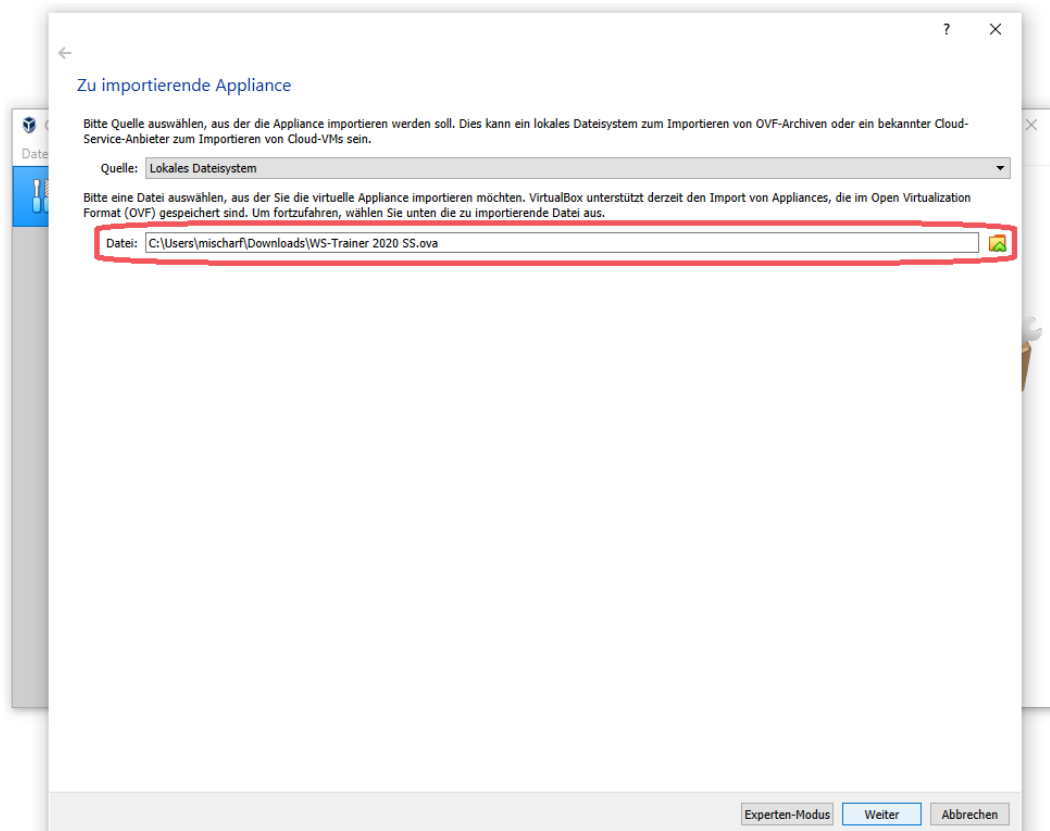 ?
Zu importierende Appliance
Bitte Quelle auswählen, aus der die Appliance importieren werden soll. Dies kann ein lokales Dateisystem zum Importieren von OVF-Archiven oder ein bekannter Cloud-
Service-Anbieter zum Importieren von Cloud-VMs sein.
Quelle: Lokales Dateisystem
Bitte eine Datei auswählen, aus der Sie die virtuelle Appliance importieren möchten. VirtualBox unterstützt derzeit den Import von Appliances, die im Open Virtualization
Format (OVF) gespeichert sind. Um fortzufahren, wählen Sie unten die zu importierende Datei aus.
Datei: C:\Users\mischarf\Downloads\WS-Trainer 2020 SS.ova
Experten-Modus Weiter Abbrechen